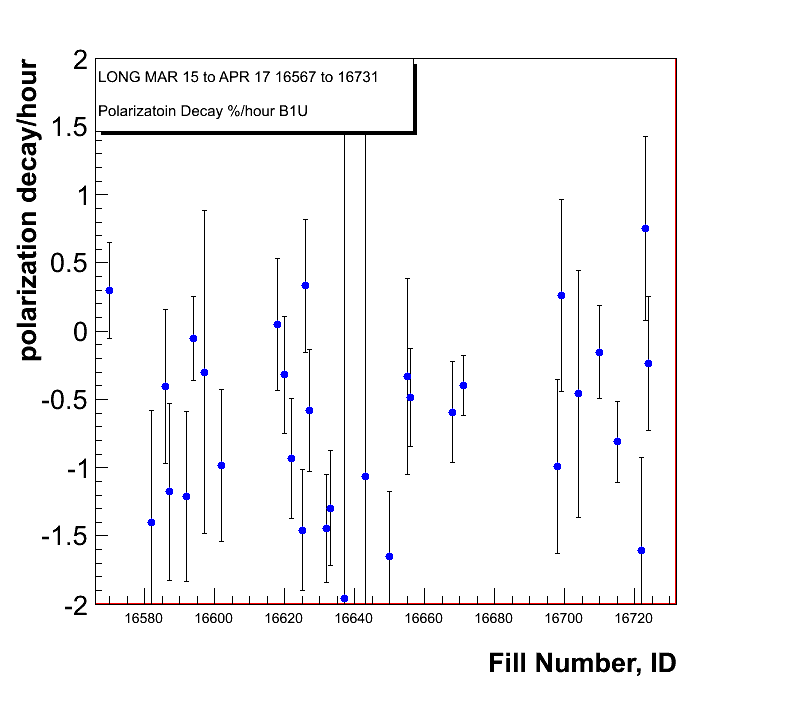 LONG MAR 15 to APR 17 16567 to 16731
Polarizatoin Decay %/hour B1U
polarization decay/hour
2
1.5
1
0.5
0
-0.5
-1
-1.5
-2
16580 16600 16620 16640 16660 16680 16700 16720
Fill Number, ID